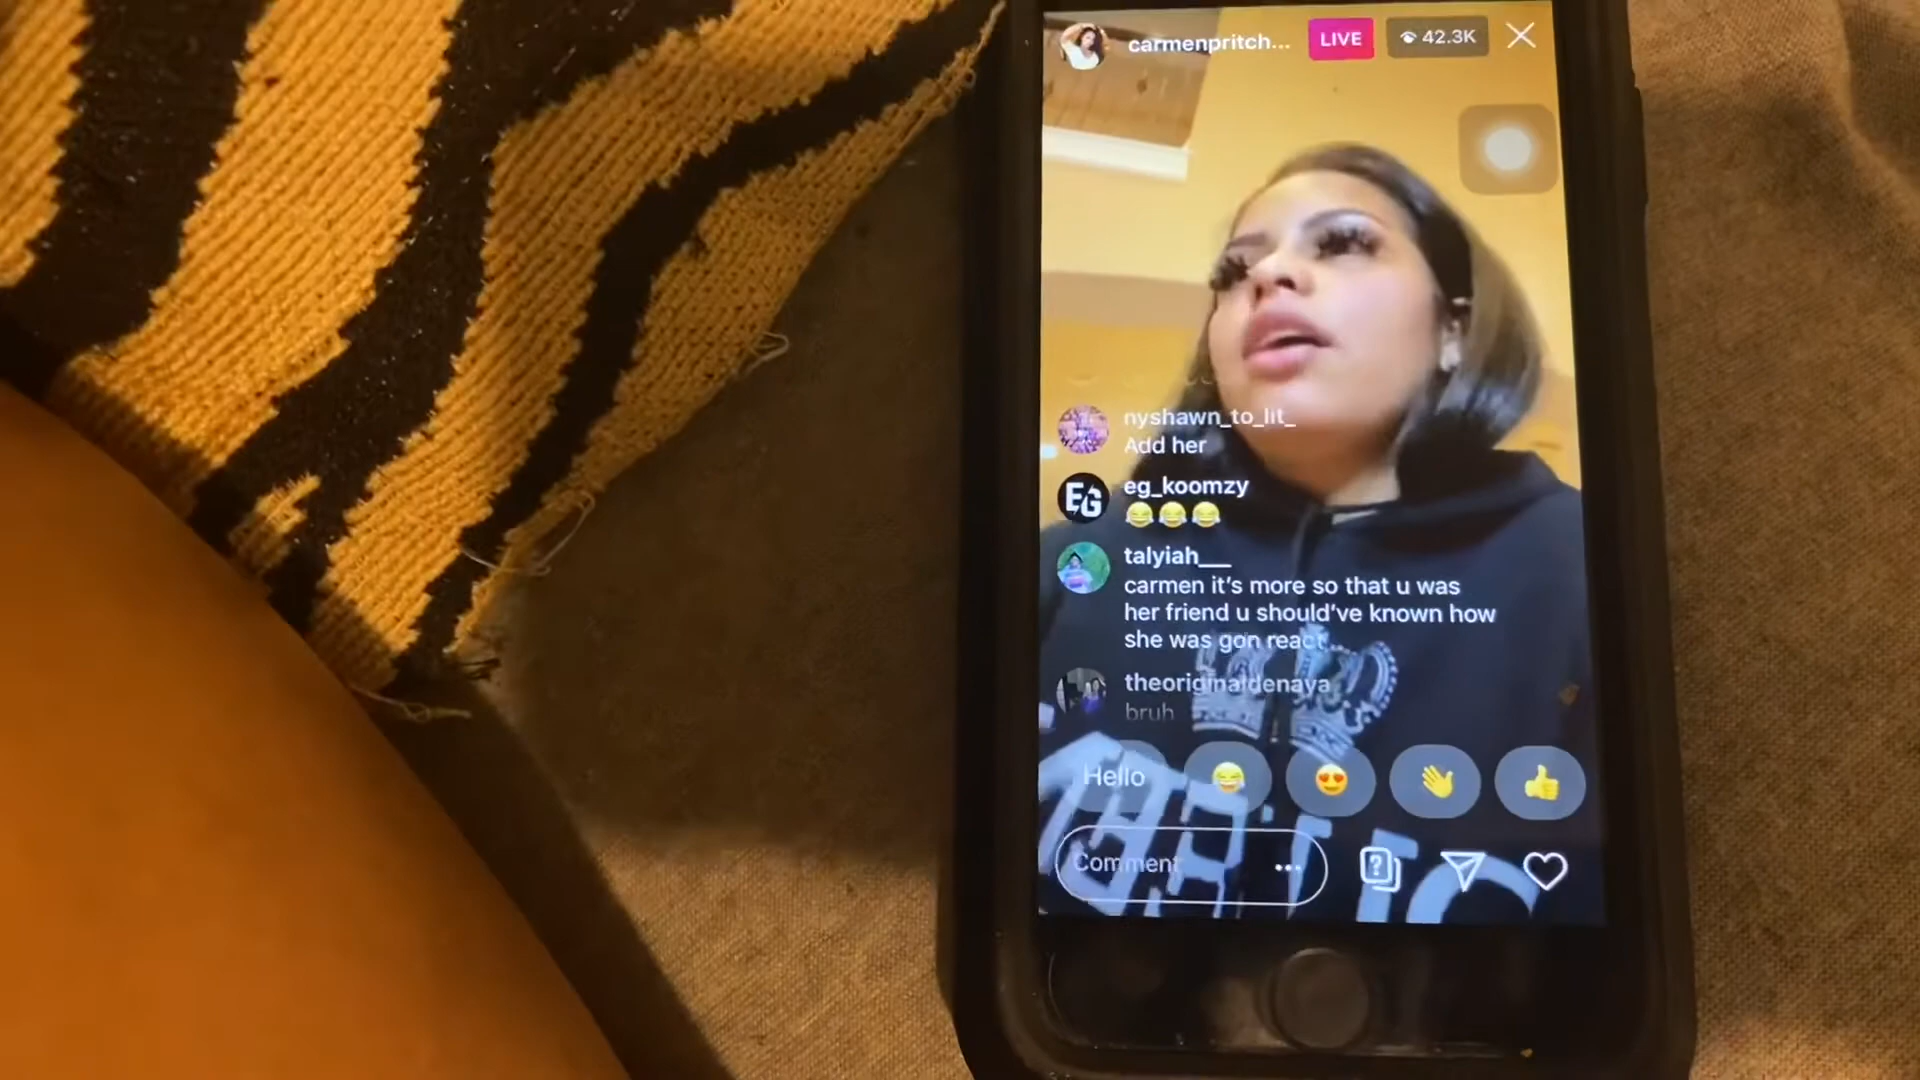 carmenpritch... LIVE 42.3K
nyshawn_to_lit_
Add her
EG
eg_koomzy
😂😂😂
talyiah___
carmen it's more so that u was
her friend u should've known how
she was gon react
theoriginaldenaya
bruh
Hello 😂 😍 👋 👍
Comment ...